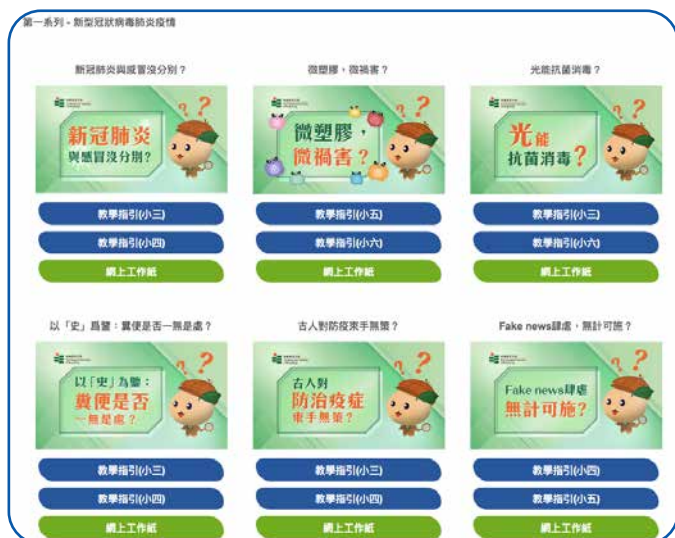 第一系列 - 新型冠狀病毒肺炎疫情
新冠肺炎與感冒沒分別？
微塑膠，微禍害？
光能抗菌消毒？
新冠肺炎
與感冒沒分別？
微塑膠，
微禍害？
光能
抗菌消毒？
教學指引(小三)
教學指引(小五)
教學指引(小三)
教學指引(小四)
教學指引(小六)
教學指引(小六)
網上工作紙
網上工作紙
網上工作紙
以「史」爲鑒：糞便是否一無是處？
古人對防疫束手無策？
Fake news肆虐，無計可施？
以「史」為鑒：
糞便是否
一無是處？
古人對
防治疫症
束手無策？
Fake news肆虐
無計可施？
教學指引(小三)
教學指引(小三)
教學指引(小四)
教學指引(小四)
教學指引(小四)
教學指引(小五)
網上工作紙
網上工作紙
網上工作紙